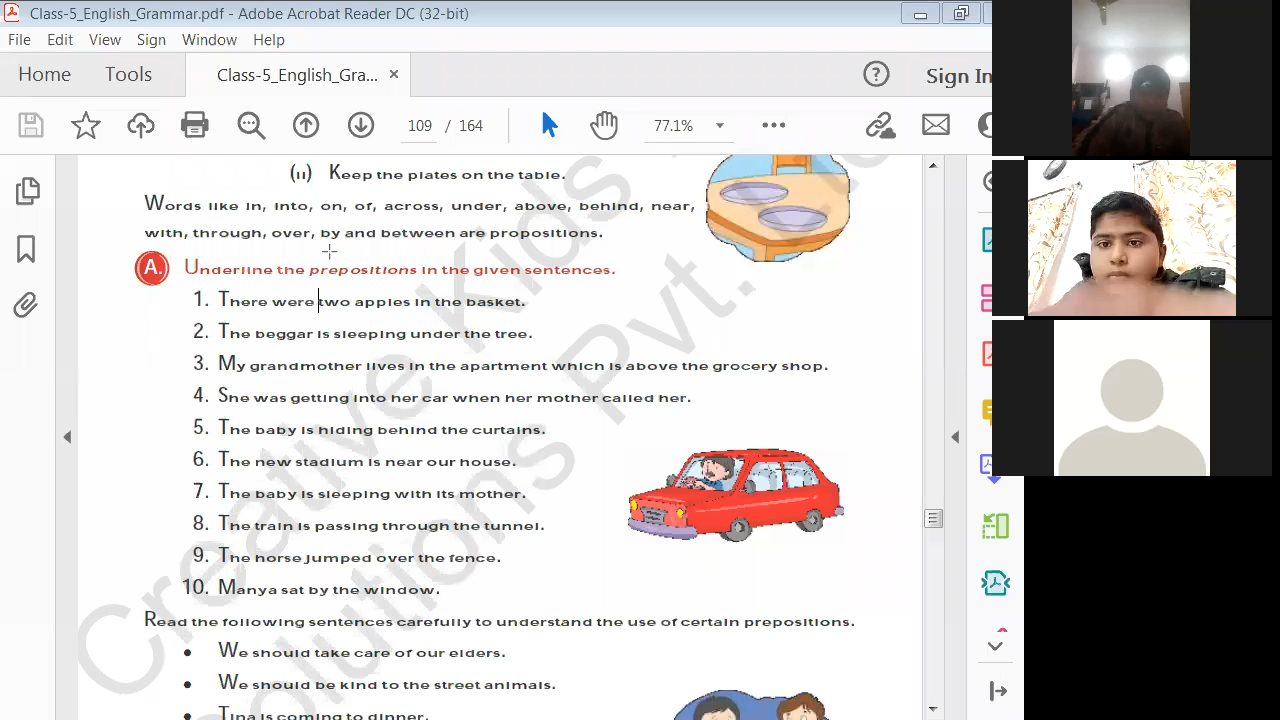 Class-5_English_Grammar.pdf - Adobe Acrobat Reader DC (32-bit)
File Edit View Sign Window Help
Home Tools Class-5_English_Gra... × ? Sign In
109 / 164 77.1%
(ii) Keep the plates on the table.
Words like in, into, on, of, across, under, above, behind, near,
with, through, over, by and between are propositions.
A. Underline the prepositions in the given sentences.
1. There were two apples in the basket.
2. The beggar is sleeping under the tree.
3. My grandmother lives in the apartment which is above the grocery shop.
4. She was getting into her car when her mother called her.
5. The baby is hiding behind the curtains.
6. The new stadium is near our house.
7. The baby is sleeping with its mother.
8. The train is passing through the tunnel.
9. The horse jumped over the fence.
10. Manya sat by the window.
Read the following sentences carefully to understand the use of certain prepositions.
• We should take care of our elders.
• We should be kind to the street animals.
• Tina is coming to dinner.
Creative Kids
Solutions Pvt.